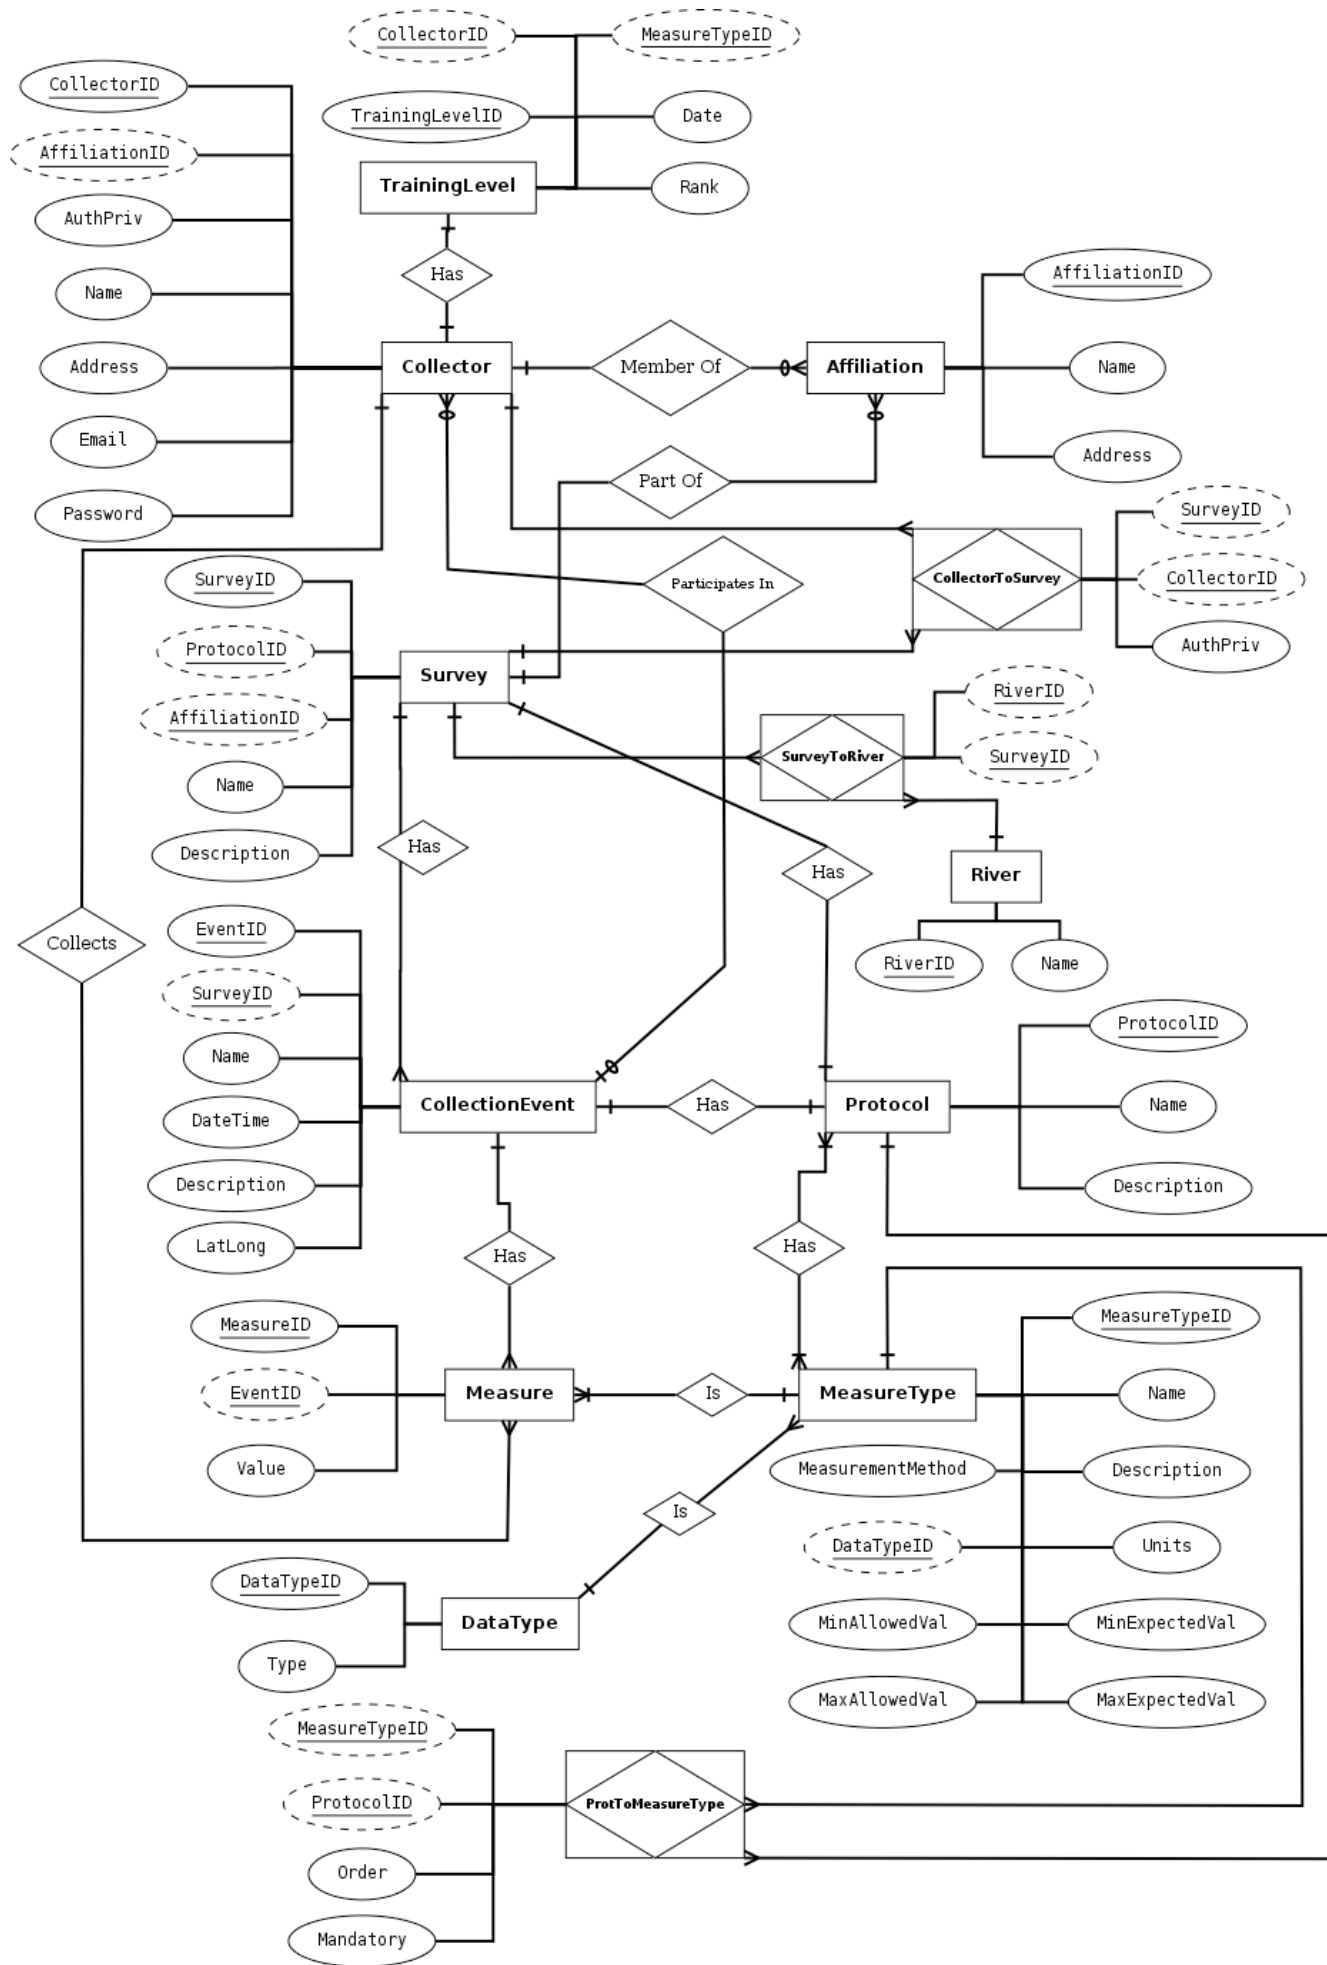 CollectorID
MeasureTypeID
CollectorID
TrainingLevelID
Date
AffiliationID
TrainingLevel
Rank
AuthPriv
Has
AffiliationID
Name
Address
Collector
Member Of
Affiliation
Name
Email
Part Of
Address
Password
SurveyID
SurveyID
Participates In
CollectorToSurvey
CollectorID
ProtocolID
AuthPriv
Survey
RiverID
AffiliationID
SurveyToRiver
SurveyID
Name
Description
Has
Has
River
EventID
Collects
RiverID
Name
SurveyID
ProtocolID
Name
CollectionEvent
Has
Protocol
Name
DateTime
Description
Description
LatLong
Has
Has
MeasureID
MeasureTypeID
EventID
Measure
Is
MeasureType
Name
Value
MeasurementMethod
Description
Is
DataTypeID
Units
DataTypeID
DataType
MinAllowedVal
MinExpectedVal
Type
MaxAllowedVal
MaxExpectedVal
MeasureTypeID
ProtocolID
ProtToMeasureType
Order
Mandatory